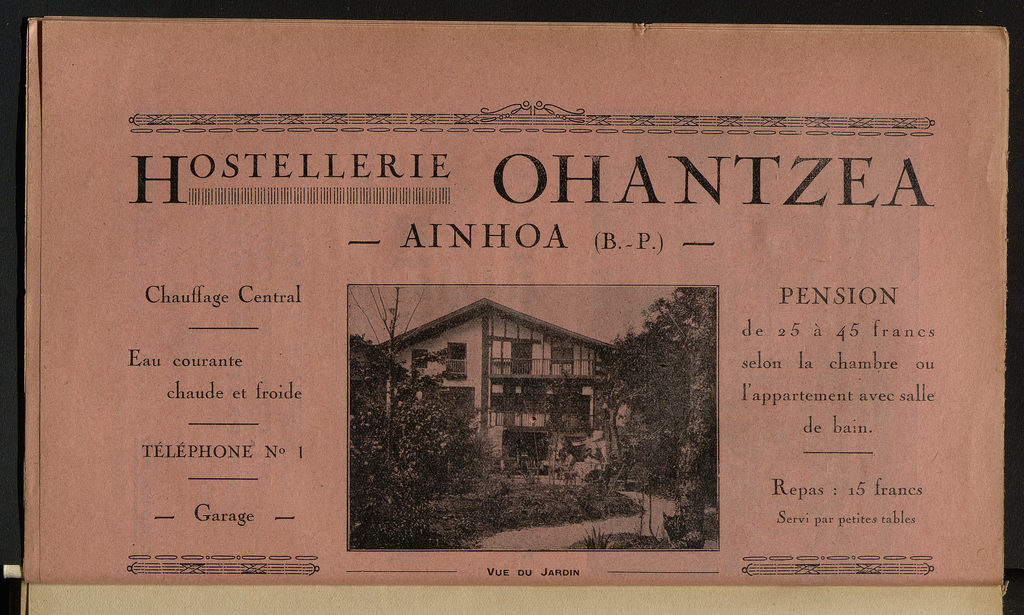 HOSTELLERIE OHANTZEA
— AINHOA (B.-P.) —
Chauffage Central
Eau courante
chaude et froide
TÉLÉPHONE Nº 1
— Garage —
VUE DU JARDIN
PENSION
de 25 à 45 francs
selon la chambre ou
l'appartement avec salle
de bain.
Repas : 15 francs
Servi par petites tables